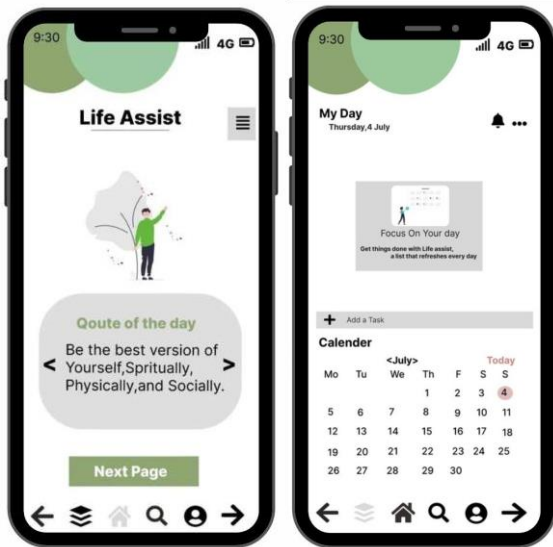 9:30
4G
Life Assist
Qoute of the day
Be the best version of
Yourself,Spritually,
Physically,and Socially.
< >
Next Page
9:30
4G
My Day
Thursday,4 July
Focus On Your day
Get things done with Life assist,
a list that refreshes every day
+ Add a Task
Calender
<July> Today
Mo Tu We Th F S S
1 2 3 4
5 6 7 8 9 10 11
12 13 14 15 16 17 18
19 20 21 22 23 24 25
26 27 28 29 30